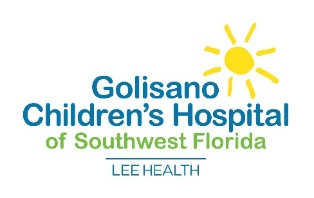 Golisano
Children's Hospital
of Southwest Florida
LEE HEALTH